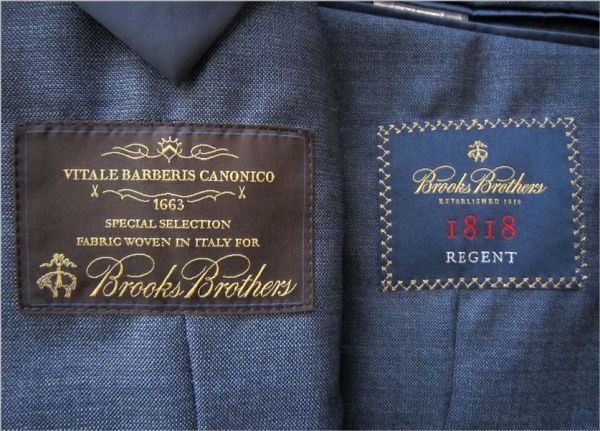 VITALE BARBERIS CANONICO
1663
SPECIAL SELECTION
FABRIC WOVEN IN ITALY FOR
Brooks Brothers
Brooks Brothers
ESTABLISHED 1818
1818
REGENT